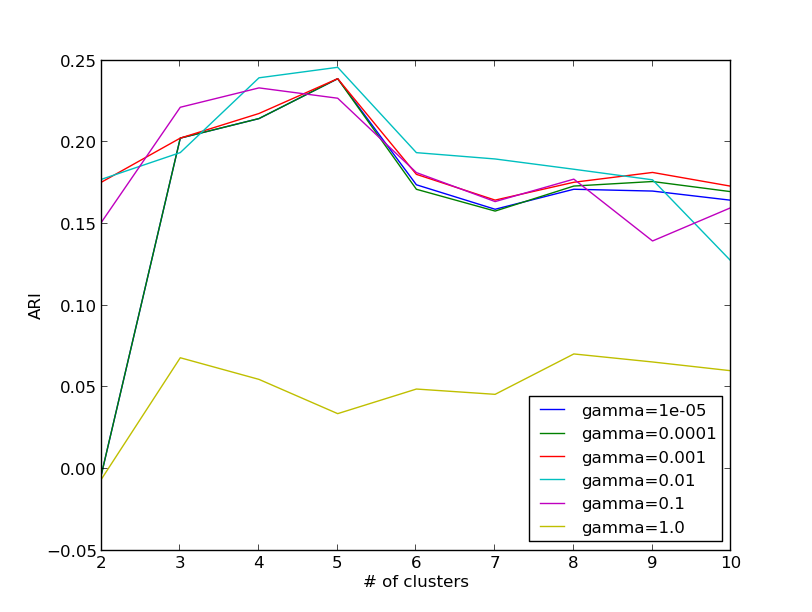 0.25
0.20
0.15
0.10
0.05
0.00
−0.05
ARI
2 3 4 5 6 7 8 9 10
# of clusters
gamma=1e-05
gamma=0.0001
gamma=0.001
gamma=0.01
gamma=0.1
gamma=1.0